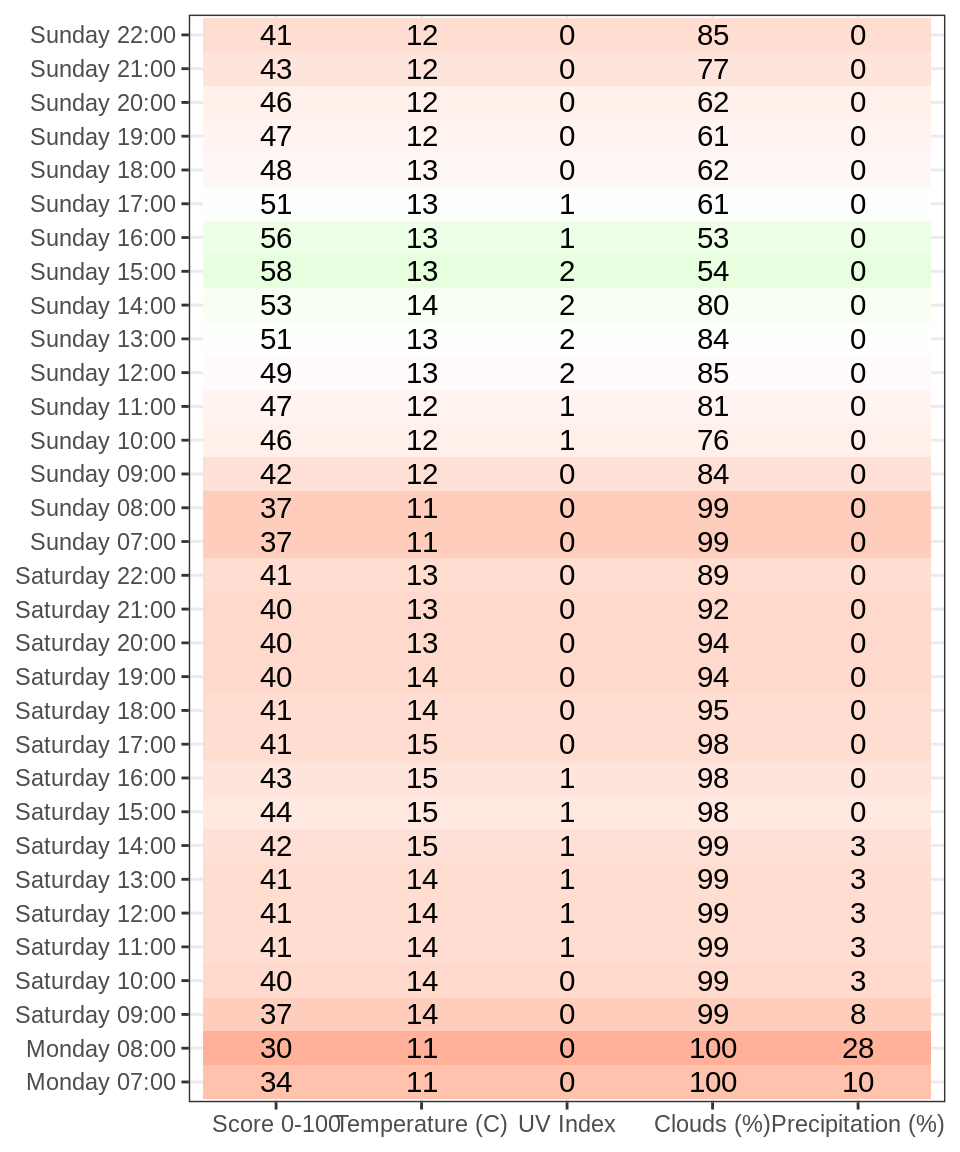 Sunday 22:00 41 12 0 85 0
Sunday 21:00 43 12 0 77 0
Sunday 20:00 46 12 0 62 0
Sunday 19:00 47 12 0 61 0
Sunday 18:00 48 13 0 62 0
Sunday 17:00 51 13 1 61 0
Sunday 16:00 56 13 1 53 0
Sunday 15:00 58 13 2 54 0
Sunday 14:00 53 14 2 80 0
Sunday 13:00 51 13 2 84 0
Sunday 12:00 49 13 2 85 0
Sunday 11:00 47 12 1 81 0
Sunday 10:00 46 12 1 76 0
Sunday 09:00 42 12 0 84 0
Sunday 08:00 37 11 0 99 0
Sunday 07:00 37 11 0 99 0
Saturday 22:00 41 13 0 89 0
Saturday 21:00 40 13 0 92 0
Saturday 20:00 40 13 0 94 0
Saturday 19:00 40 14 0 94 0
Saturday 18:00 41 14 0 95 0
Saturday 17:00 41 15 0 98 0
Saturday 16:00 43 15 1 98 0
Saturday 15:00 44 15 1 98 0
Saturday 14:00 42 15 1 99 3
Saturday 13:00 41 14 1 99 3
Saturday 12:00 41 14 1 99 3
Saturday 11:00 41 14 1 99 3
Saturday 10:00 40 14 0 99 3
Saturday 09:00 37 14 0 99 8
Monday 08:00 30 11 0 100 28
Monday 07:00 34 11 0 100 10
Score 0-100 Temperature (C) UV Index Clouds (%) Precipitation (%)